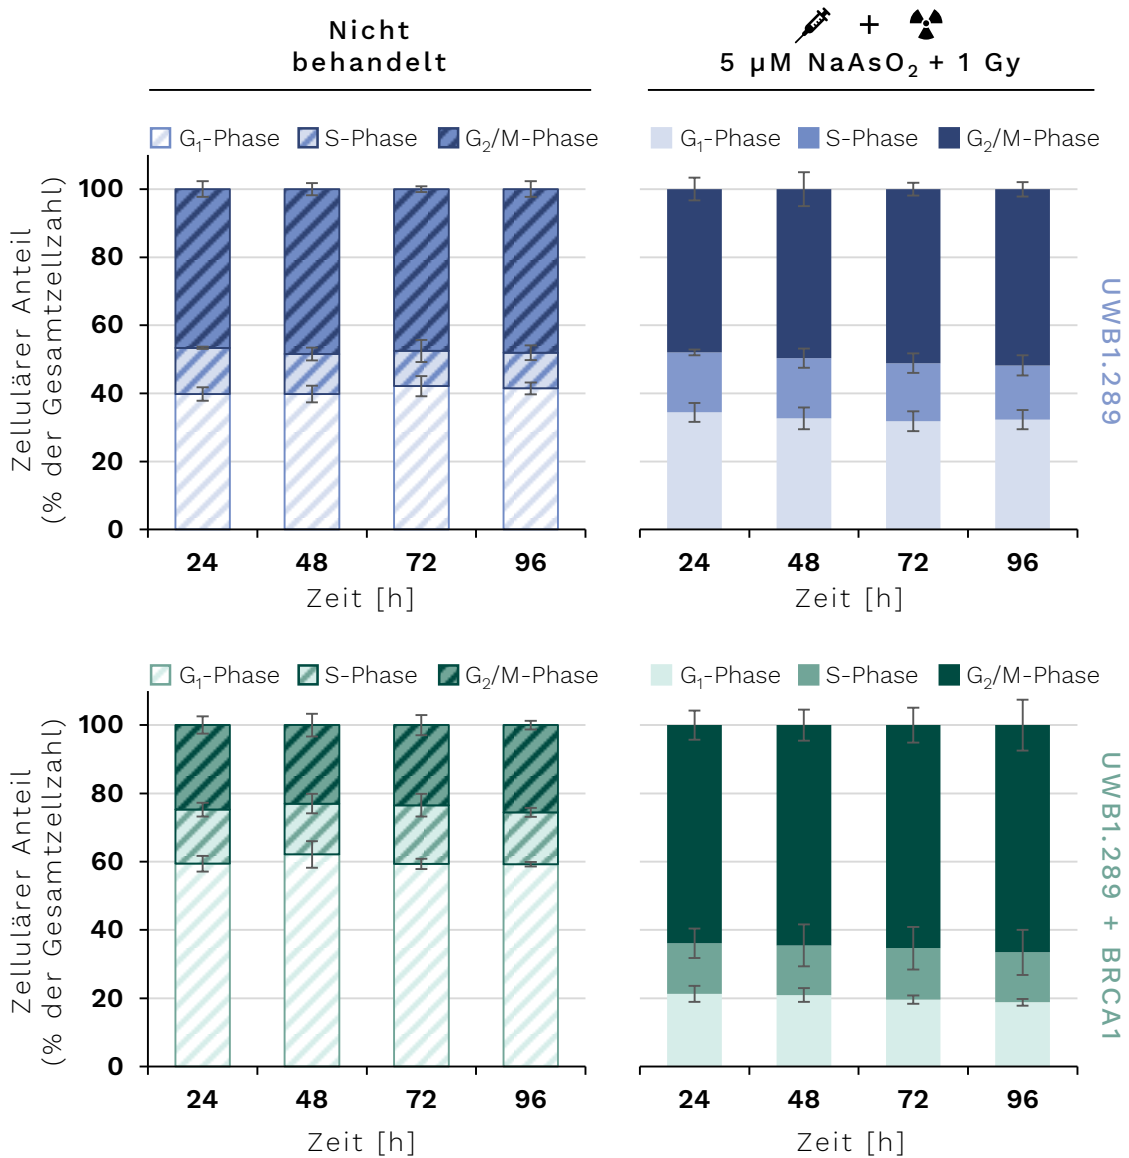 Nicht
behandelt
+
5 µM NaAsO₂ + 1 Gy
G₁-Phase S-Phase G₂/M-Phase
G₁-Phase S-Phase G₂/M-Phase
Zellulärer Anteil
(% der Gesamtzellzahl)
100
80
60
40
20
0
24 48 72 96
Zeit [h]
24 48 72 96
Zeit [h]
UWB1.289
G₁-Phase S-Phase G₂/M-Phase
G₁-Phase S-Phase G₂/M-Phase
Zellulärer Anteil
(% der Gesamtzellzahl)
100
80
60
40
20
0
24 48 72 96
Zeit [h]
24 48 72 96
Zeit [h]
UWB1.289 + BRCA1